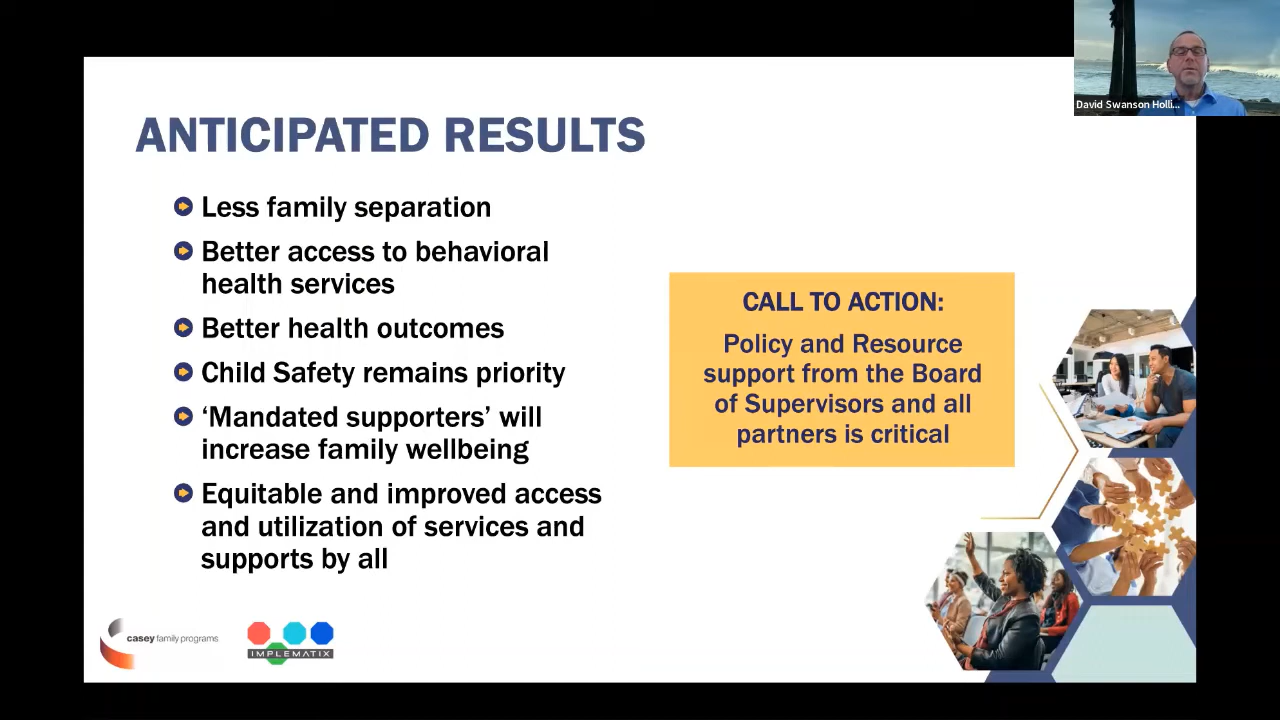 David Swanson Holli...
ANTICIPATED RESULTS
Less family separation
Better access to behavioral
health services
Better health outcomes
Child Safety remains priority
‘Mandated supporters’ will
increase family wellbeing
Equitable and improved access
and utilization of services and
supports by all
CALL TO ACTION:
Policy and Resource
support from the Board
of Supervisors and all
partners is critical
casey family programs
IMPLEMATIX